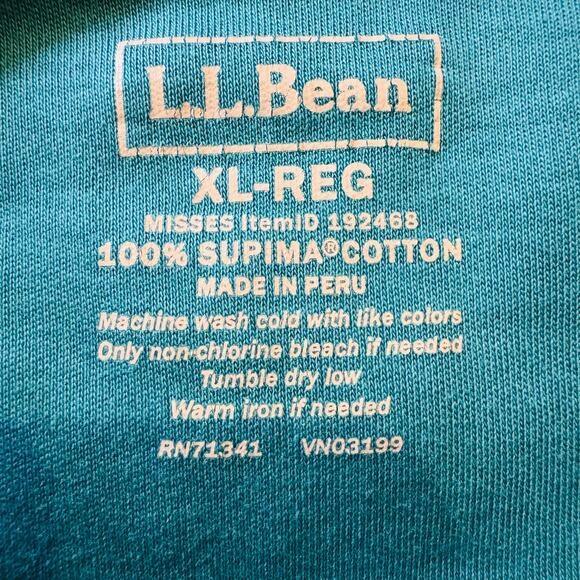 L.L.Bean
XL-REG
MISSES ItemID 192468
100% SUPIMA® COTTON
MADE IN PERU
Machine wash cold with like colors
Only non-chlorine bleach if needed
Tumble dry low
Warm iron if needed
RN71341 VN03199